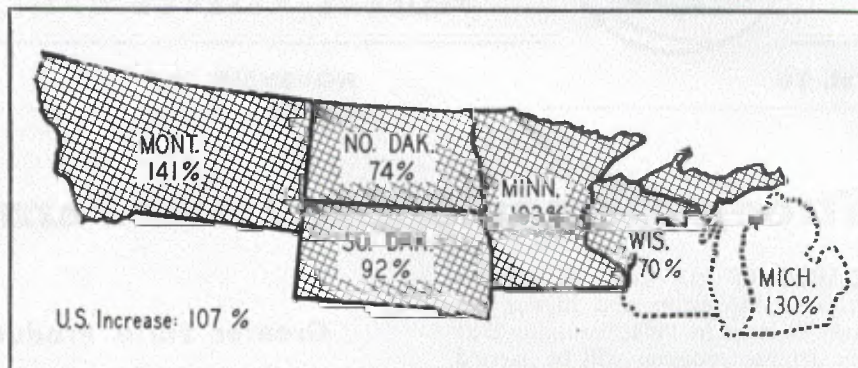 MONT.
141%
NO. DAK.
74%
MINN.
SO. DAK.
92%
WIS.
70%
MICH.
130%
U.S. Increase: 107 %